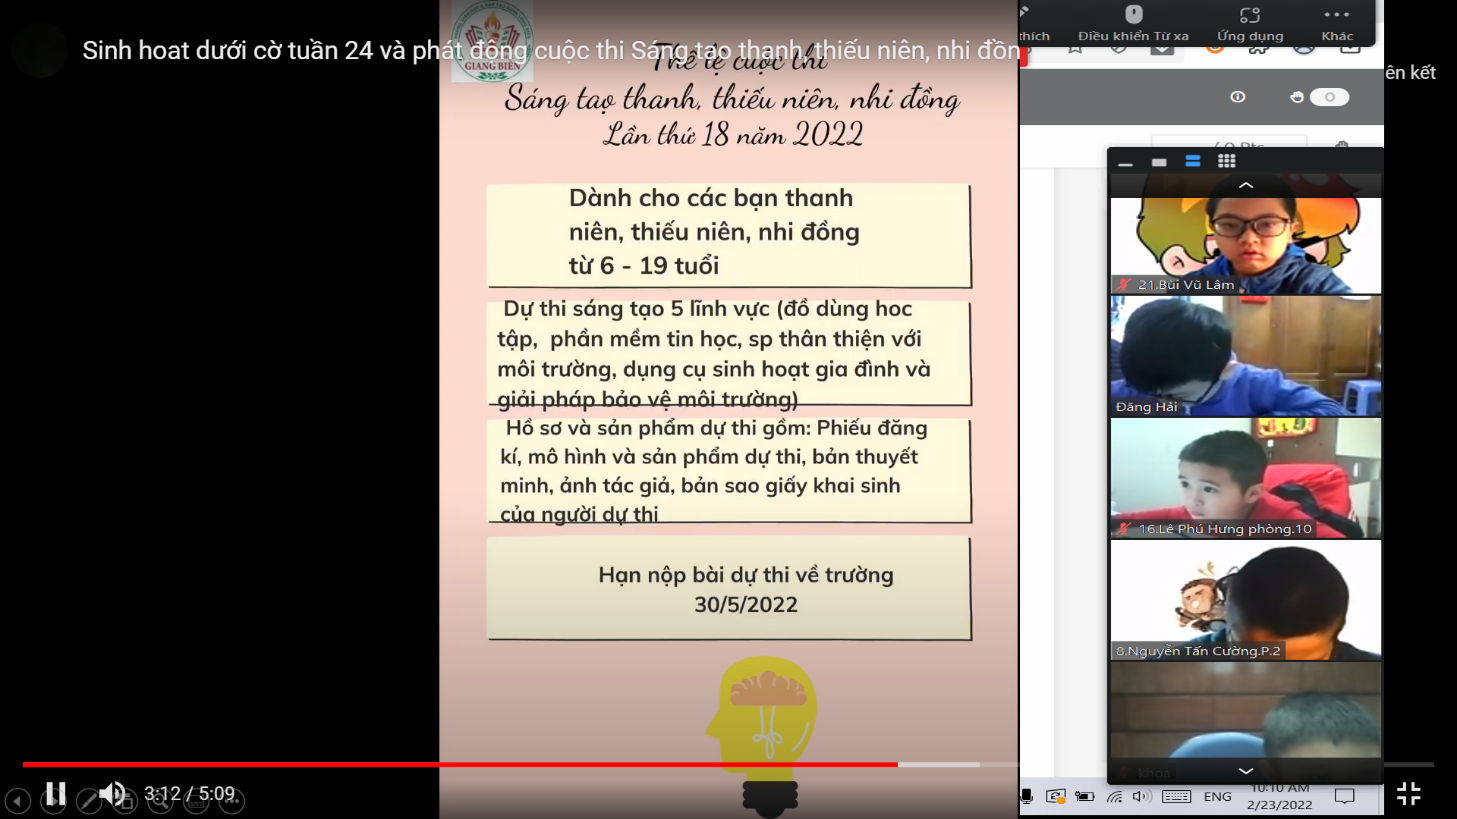 Sinh hoạt dưới cờ tuần 24 và phát động cuộc thi Sáng tạo thanh, thiếu niên, nhi đồn
GIANG BIÊN
Thể lệ cuộc thi
Sáng tạo thanh, thiếu niên, nhi đồng
Lần thứ 18 năm 2022
Dành cho các bạn thanh
niên, thiếu niên, nhi đồng
từ 6 - 19 tuổi
Dự thi sáng tạo 5 lĩnh vực (đồ dùng hoc
tập, phần mềm tin học, sp thân thiện với
môi trường, dụng cụ sinh hoạt gia đình và
giải pháp bảo vệ môi trường)
Hồ sơ và sản phẩm dự thi gồm: Phiếu đăng
kí, mô hình và sản phẩm dự thi, bản thuyết
minh, ảnh tác giả, bản sao giấy khai sinh
của người dự thi
Hạn nộp bài dự thi về trường
30/5/2022
3:12 / 5:09
thích Điều khiển Từ xa Ứng dụng Khác
ên kết
0
21.Bùi Vũ Lâm
Đăng Hải
16.Lê Phú Hưng phòng.10
8.Nguyễn Tấn Cường.P.2
khoa
ENG
10:10 AM
2/23/2022